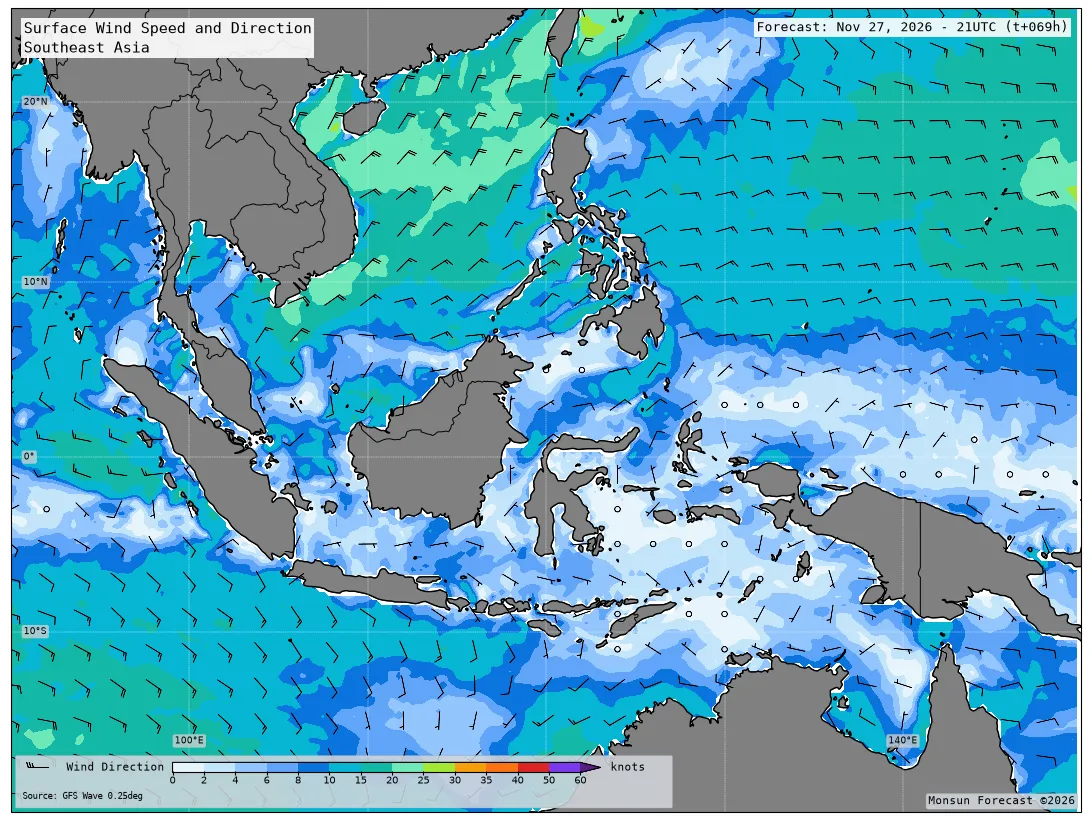 Surface Wind Speed and Direction
Southeast Asia
Forecast: Nov 27, 2026 - 21UTC (t+069h)
20°N
10°N
0°
10°S
100°E
140°E
Wind Direction
knots
0 2 4 6 8 10 15 20 25 30 35 40 50 60
Source: GFS Wave 0.25deg
Monsun Forecast ©2026